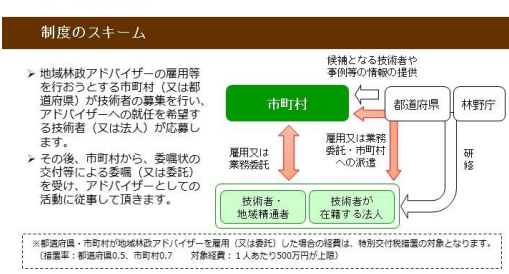 制度のスキーム
➢ 地域林政アドバイザーの雇用等
を行おうとする市町村（又は都
道府県）が技術者の募集を行い、
アドバイザーへの就任を希望す
る技術者（又は法人）が応募し
ます。
➢ その後、市町村から、委嘱状の
交付等による委嘱（又は委託）
を受け、アドバイザーとしての
活動に従事して頂きます。
候補となる技術者や
事例等の情報の提供
市町村
都道府県
林野庁
雇用又は
業務委託
雇用又は業務
委託・市町村
への派遣
研
修
技術者・
地域精通者
技術者が
在籍する法人
※都道府県・市町村が地域林政アドバイザーを雇用（又は委託）した場合の経費は、特別交付税措置の対象となります。
（措置率：都道府県0.5、市町村0.7　対象経費：１人あたり500万円が上限）